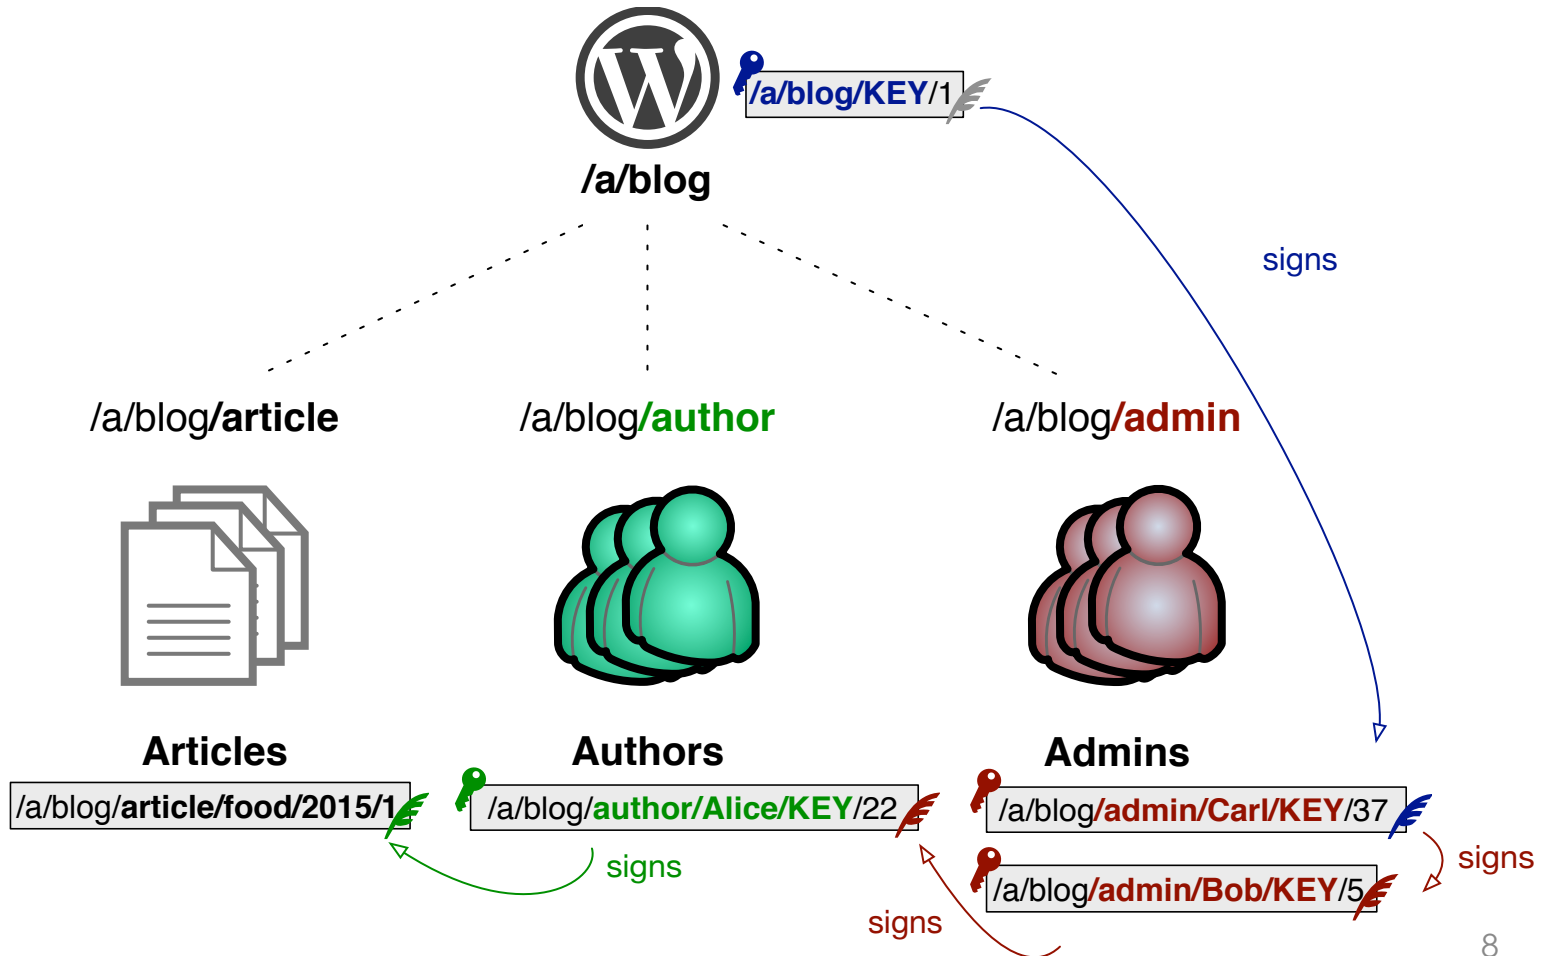 /a/blog/KEY/1
/a/blog
signs
/a/blog/article
/a/blog/author
/a/blog/admin
Articles
Authors
Admins
/a/blog/article/food/2015/1
/a/blog/author/Alice/KEY/22
/a/blog/admin/Carl/KEY/37
signs
signs
/a/blog/admin/Bob/KEY/5
signs
8